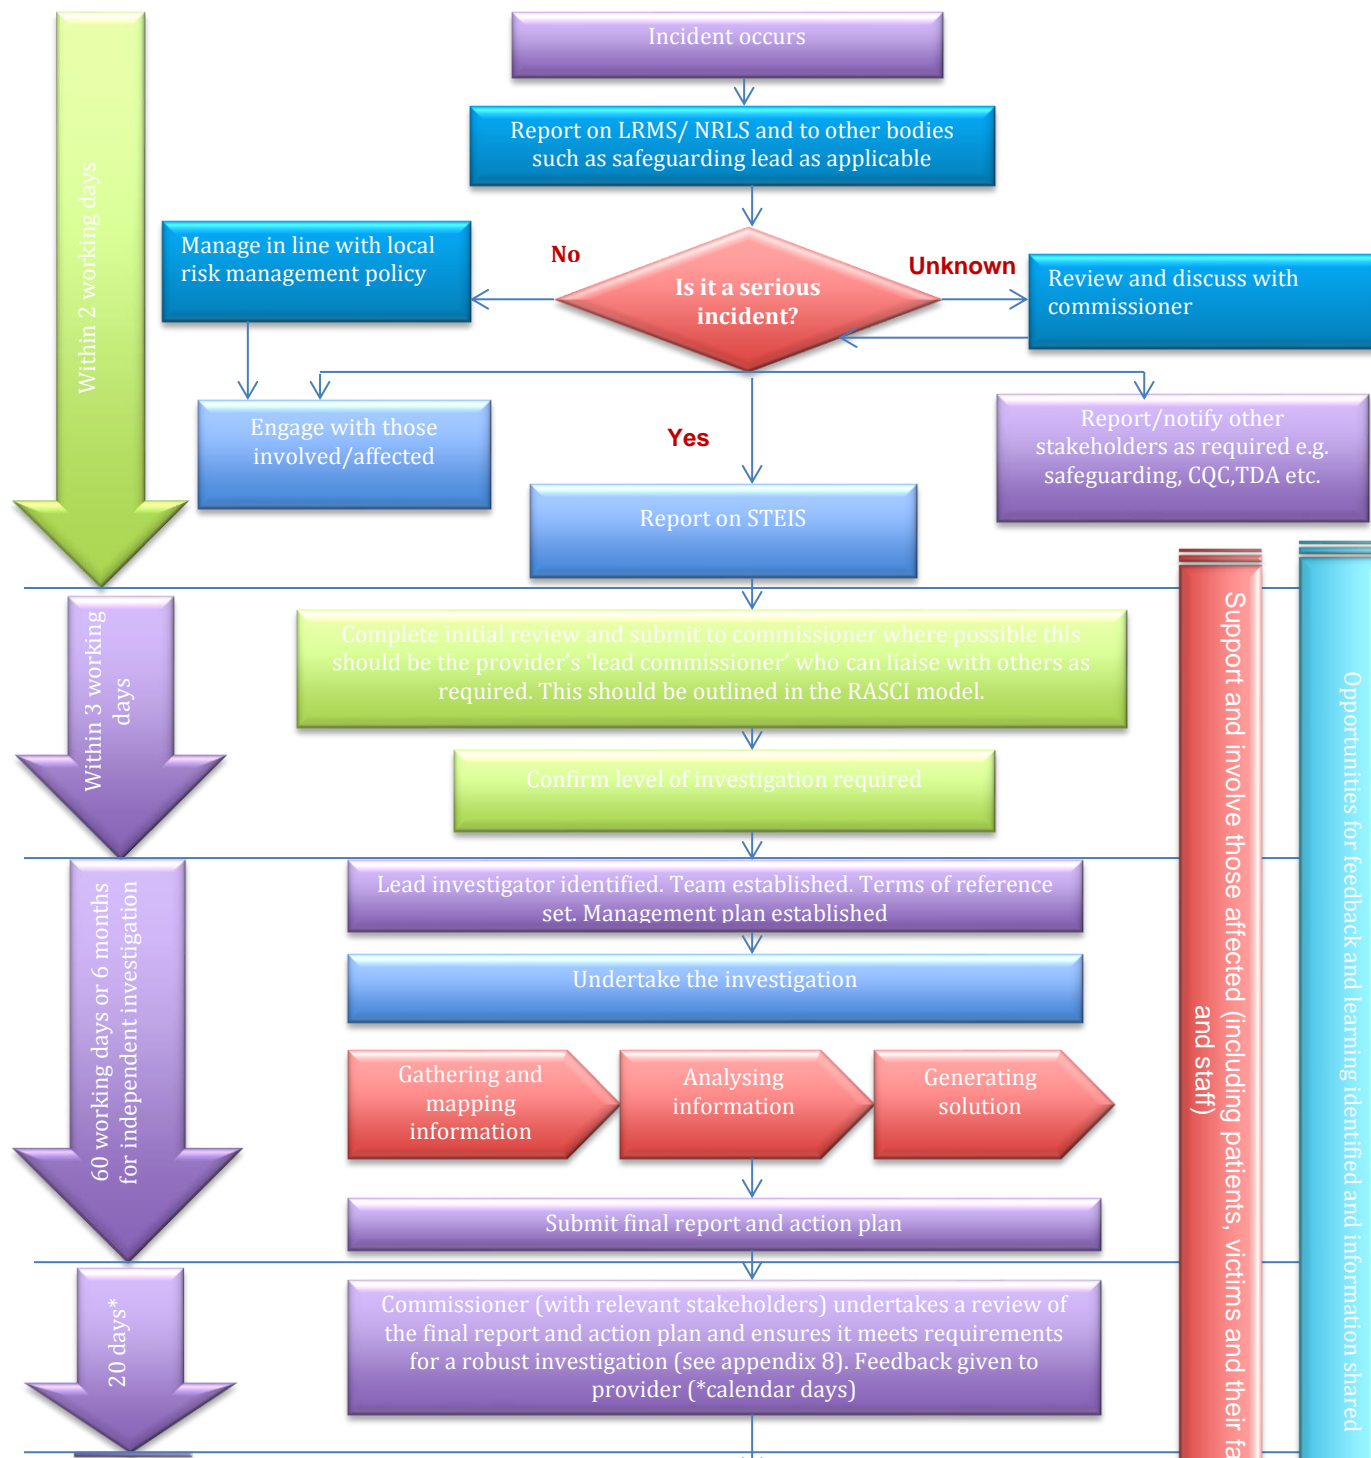 Incident occurs
Report on LRMS/ NRLS and to other bodies
such as safeguarding lead as applicable
Within 2 working days
Manage in line with local
risk management policy
No
Is it a serious
incident?
Unknown
Review and discuss with
commissioner
Engage with those
involved/affected
Yes
Report/notify other
stakeholders as required e.g.
safeguarding, CQC,TDA etc.
Report on STEIS
Within 3 working
days
Complete initial review and submit to commissioner where possible this
should be the provider’s ‘lead commissioner’ who can liaise with others as
required. This should be outlined in the RASCI model.
Confirm level of investigation required
60 working days or 6 months
for independent investigation
Lead investigator identified. Team established. Terms of reference
set. Management plan established
Undertake the investigation
Gathering and
mapping
information
Analysing
information
Generating
solution
Submit final report and action plan
20 days*
Commissioner (with relevant stakeholders) undertakes a review of
the final report and action plan and ensures it meets requirements
for a robust investigation (see appendix 8). Feedback given to
provider (*calendar days)
Support and involve those affected (including patients, victims and their
and staff)
Opportunities for feedback and learning identified and information shared